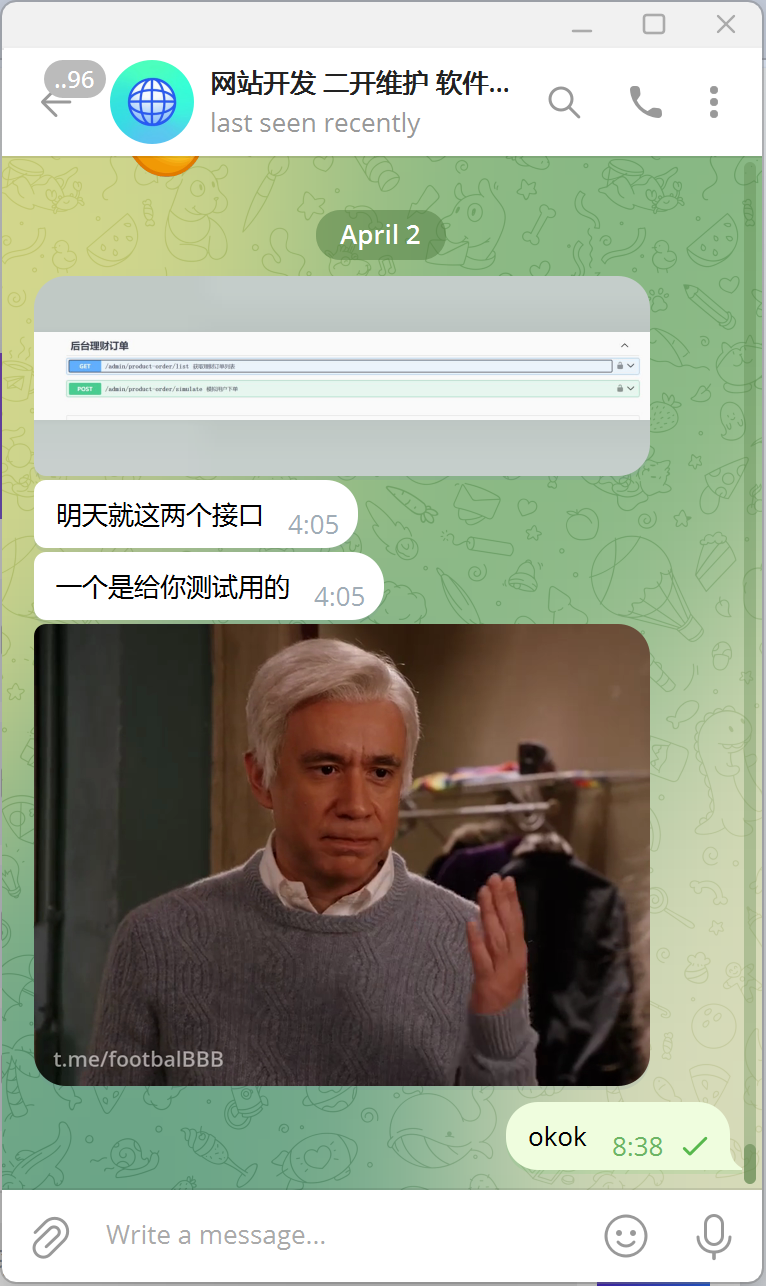 ..96
网站开发 二开维护 软件...
last seen recently
April 2
后台理财订单
GET /admin/product-order/list 获取理财订单列表
POST /admin/product-order/simulate 模拟用户下单
明天就这两个接口 4:05
一个是给你测试用的 4:05
t.me/footbalBBB
okok 8:38
Write a message...